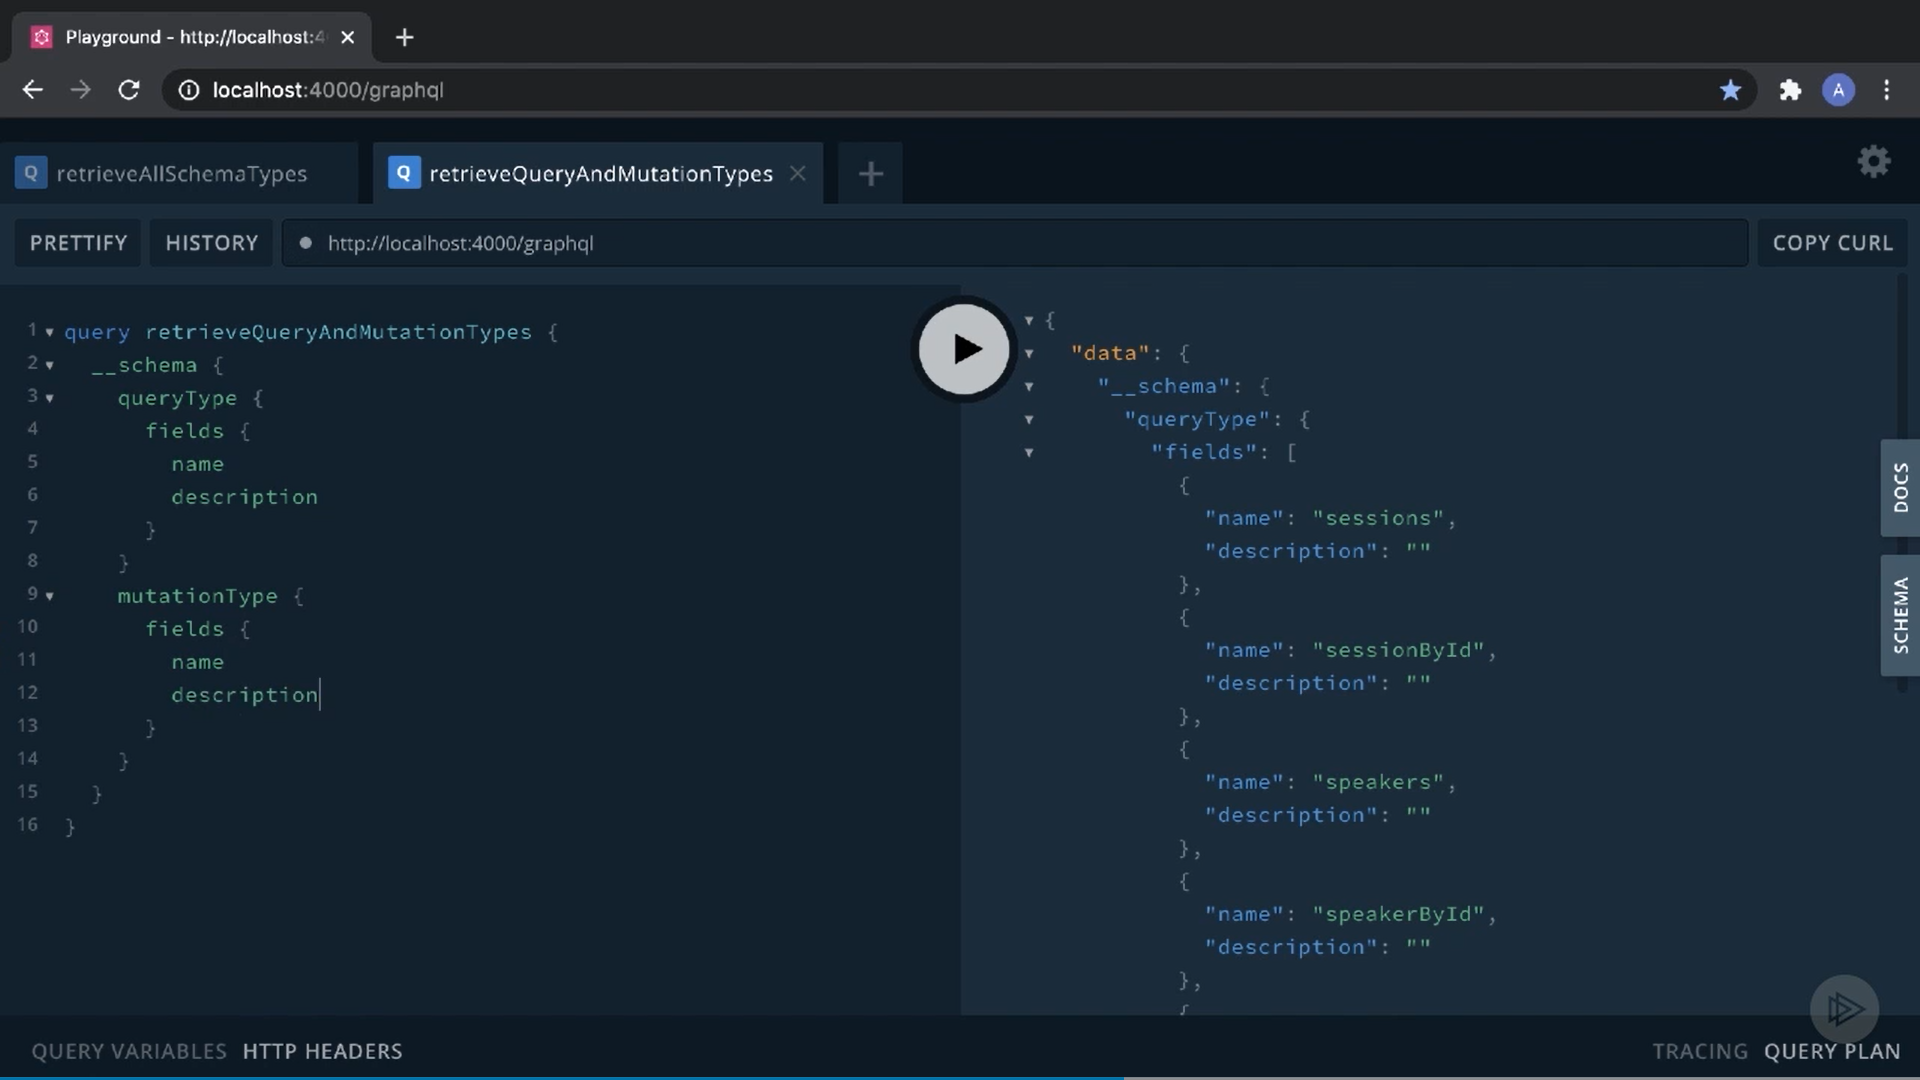 Playground - http://localhost:4
localhost:4000/graphql
A
Q retrieveAllSchemaTypes
Q retrieveQueryAndMutationTypes
PRETTIFY
HISTORY
http://localhost:4000/graphql
COPY CURL
1 query retrieveQueryAndMutationTypes {
2 __schema {
3 queryType {
4 fields {
5 name
6 description
7 }
8 }
9 mutationType {
10 fields {
11 name
12 description
13 }
14 }
15 }
16 }
{
"data": {
"__schema": {
"queryType": {
"fields": [
{
"name": "sessions",
"description": ""
},
{
"name": "sessionById",
"description": ""
},
{
"name": "speakers",
"description": ""
},
{
"name": "speakerById",
"description": ""
},
{
DOCS
SCHEMA
QUERY VARIABLES HTTP HEADERS
TRACING QUERY PLAN